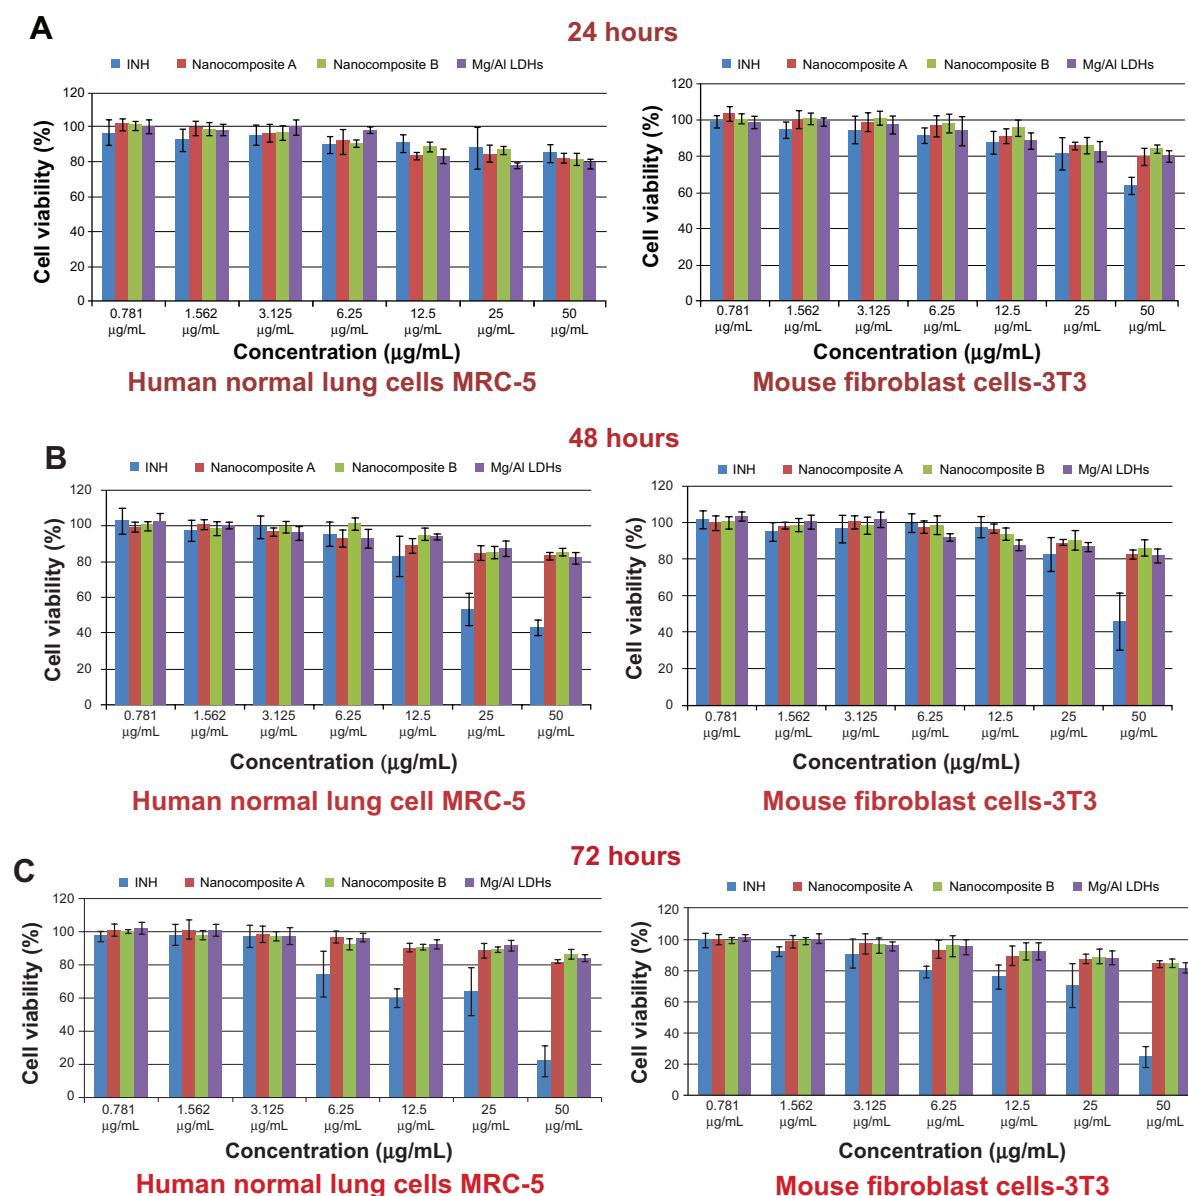 A
24 hours
INH Nanocomposite A Nanocomposite B Mg/Al LDHs
120
100
80
60
40
20
0
Cell viability (%)
0.781 1.562 3.125 6.25 12.5 25 50
µg/mL µg/mL µg/mL µg/mL µg/mL µg/mL µg/mL
Concentration (µg/mL)
Human normal lung cells MRC-5
INH Nanocomposite A Nanocomposite B Mg/Al LDHs
120
100
80
60
40
20
0
Cell viability (%)
0.781 1.562 3.125 6.25 12.5 25 50
µg/mL µg/mL µg/mL µg/mL µg/mL µg/mL µg/mL
Concentration (µg/mL)
Mouse fibroblast cells-3T3
B
48 hours
INH Nanocomposite A Nanocomposite B Mg/Al LDHs
120
100
80
60
40
20
0
Cell viability (%)
0.781 1.562 3.125 6.25 12.5 25 50
µg/mL µg/mL µg/mL µg/mL µg/mL µg/mL µg/mL
Concentration (µg/mL)
Human normal lung cell MRC-5
INH Nanocomposite A Nanocomposite B Mg/Al LDHs
120
100
80
60
40
20
0
Cell viability (%)
0.781 1.562 3.125 6.25 12.5 25 50
µg/mL µg/mL µg/mL µg/mL µg/mL µg/mL µg/mL
Concentration (µg/mL)
Mouse fibroblast cells-3T3
C
72 hours
INH Nanocomposite A Nanocomposite B Mg/Al LDHs
120
100
80
60
40
20
0
Cell viability (%)
0.781 1.562 3.125 6.25 12.5 25 50
µg/mL µg/mL µg/mL µg/mL µg/mL µg/mL µg/mL
Concentration (µg/mL)
Human normal lung cells MRC-5
INH Nanocomposite A Nanocomposite B Mg/Al LDHs
120
100
80
60
40
20
0
Cell viability (%)
0.781 1.562 3.125 6.25 12.5 25 50
µg/mL µg/mL µg/mL µg/mL µg/mL µg/mL µg/mL
Concentration (µg/mL)
Mouse fibroblast cells-3T3